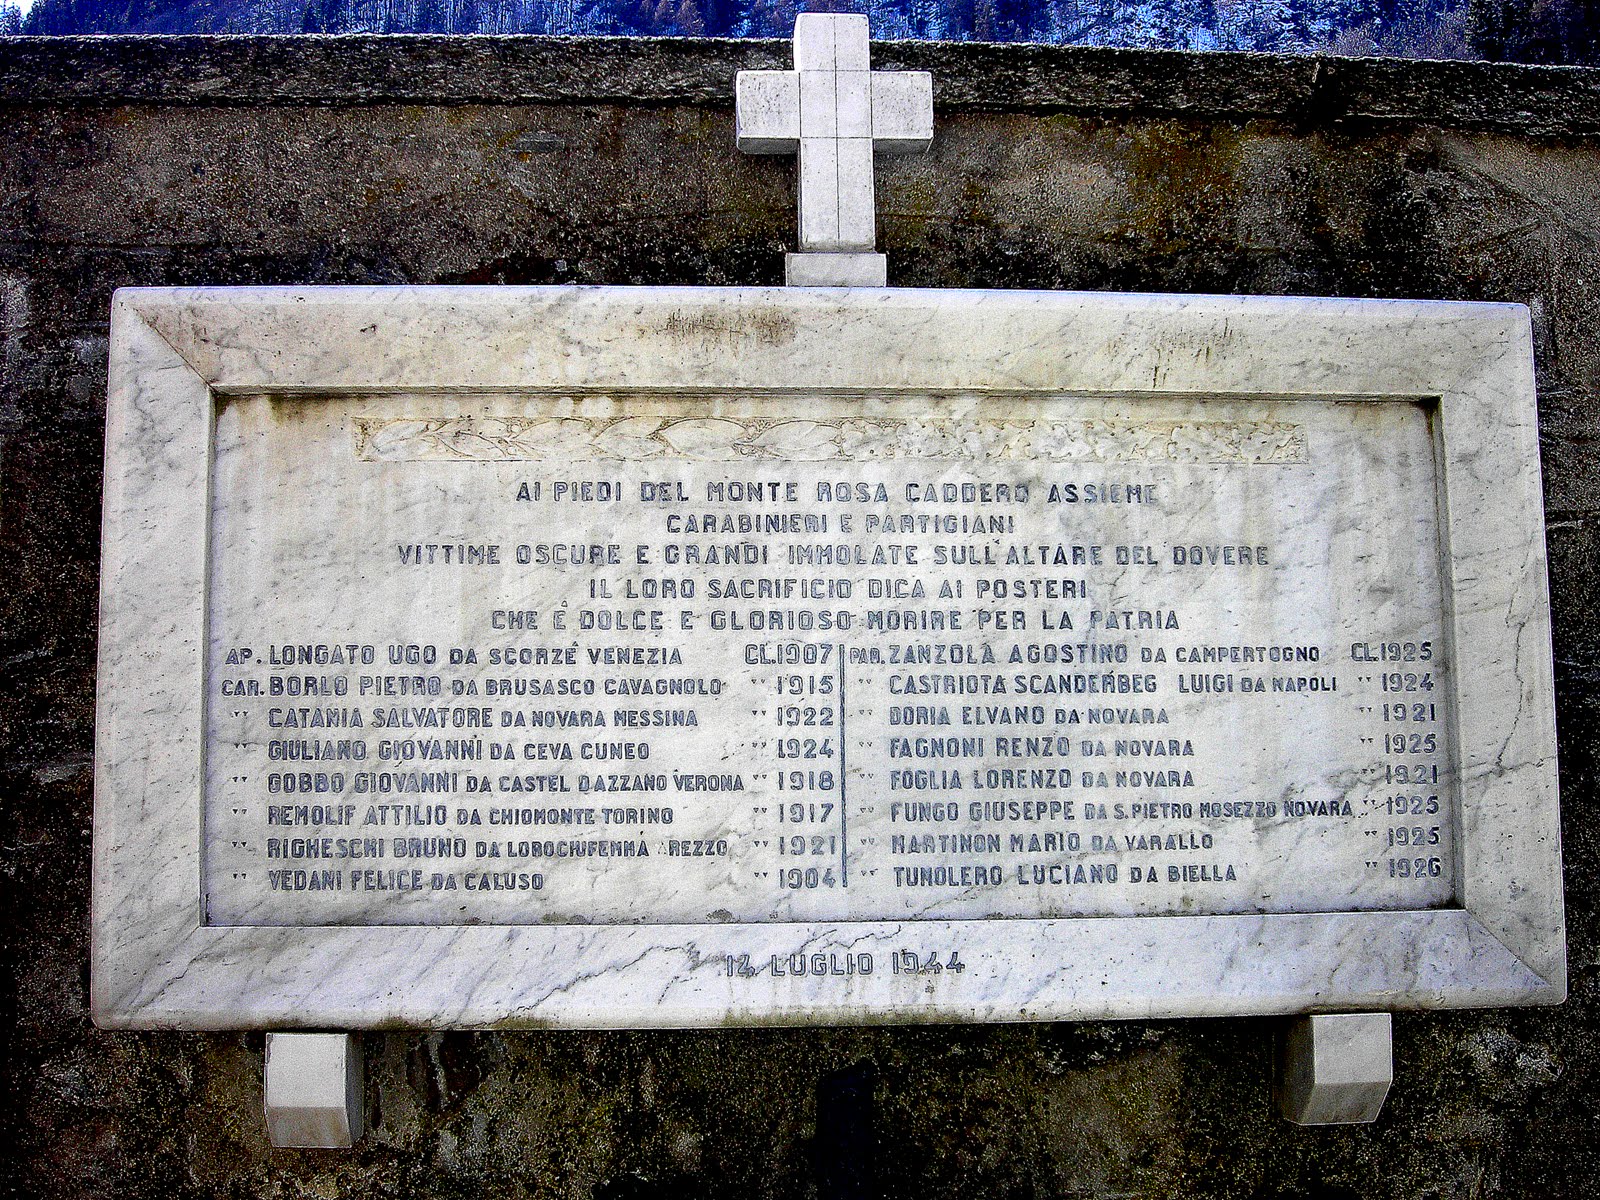 AI PIEDI DEL MONTE ROSA CADDERO ASSIEME
CARABINIERI E PARTIGIANI
VITTIME OSCURE E GRANDI IMMOLATE SULL'ALTARE DEL DOVERE
IL LORO SACRIFICIO DICA AI POSTERI
CHE È DOLCE E GLORIOSO MORIRE PER LA PATRIA
AP. LONGATO UGO DA SCORZÈ VENEZIA CL.1907
CAR. BORLO PIETRO DA BRUSASCO CAVAGNOLO " 1915
" CATANIA SALVATORE DA NOVARA MESSINA " 1922
" GIULIANO GIOVANNI DA CEVA CUNEO " 1924
" GOBBO GIOVANNI DA CASTEL DAZZANO VERONA " 1918
" REMOLIF ATTILIO DA CHIOMONTE TORINO " 1917
" RIGHESCHI BRUNO DA LOROCIUFENNA AREZZO " 1921
" VEDANI FELICE DA CALUSO " 1904
PAR. ZANZOLA AGOSTINO DA CAMPERTOGNO CL.1925
" CASTRIOTA SCANDERBEG LUIGI DA NAPOLI " 1924
" DORIA ELVANO DA NOVARA " 1921
" FAGNONI RENZO DA NOVARA " 1925
" FOGLIA LORENZO DA NOVARA " 1921
" FUNGO GIUSEPPE DA S.PIETRO MOSEZZO NOVARA " 1925
" MARTINON MARIO DA VARALLO " 1925
" TUNOLERO LUCIANO DA BIELLA " 1926
14 LUGLIO 1944